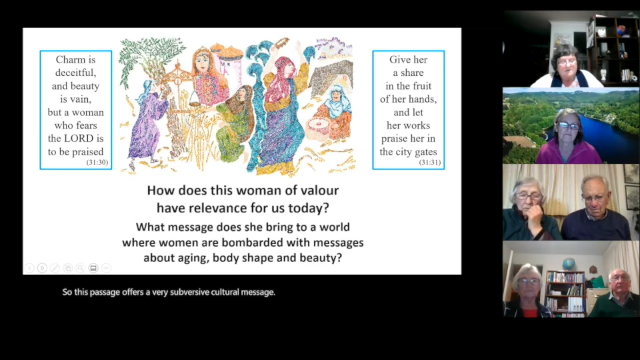 Charm is
deceitful,
and beauty
is vain,
but a woman
who fears
the LORD is
to be praised
(31:30)
Give her
a share
in the fruit
of her hands,
and let
her works
praise her in
the city gates
(31:31)
How does this woman of valour
have relevance for us today?
What message does she bring to a world
where women are bombarded with messages
about aging, body shape and beauty?
So this passage offers a very subversive cultural message.